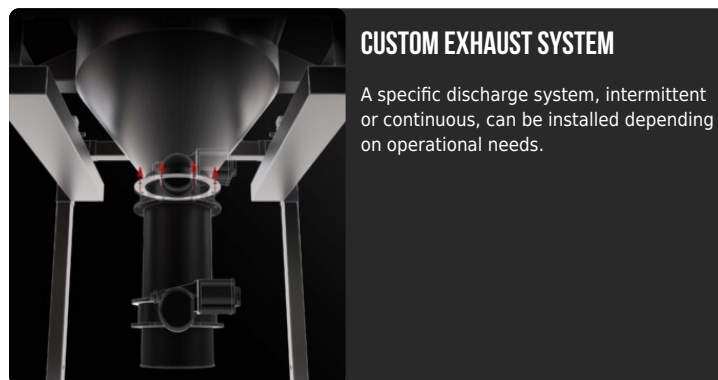 CUSTOM EXHAUST SYSTEM
A specific discharge system, intermittent
or continuous, can be installed depending
on operational needs.